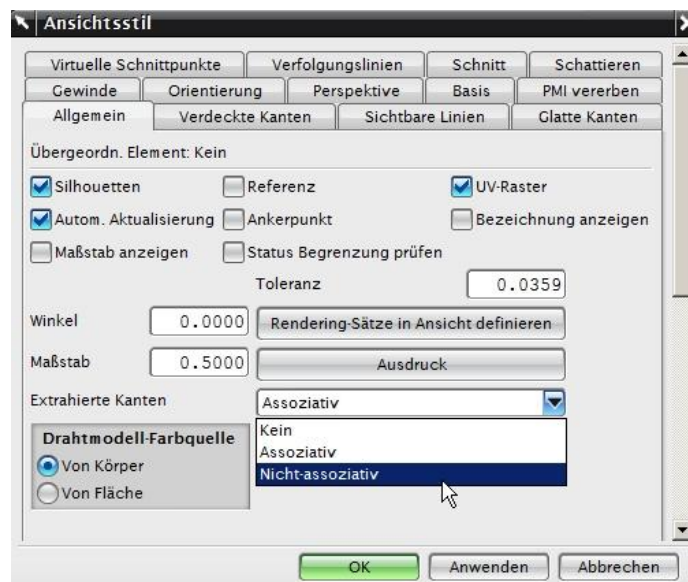 Ansichtsstil
Virtuelle Schnittpunkte Verfolgungslinien Schnitt Schattieren
Gewinde Orientierung Perspektive Basis PMI vererben
Allgemein Verdeckte Kanten Sichtbare Linien Glatte Kanten
Übergeordn. Element: Kein
Silhouetten Referenz UV-Raster
Autom. Aktualisierung Ankerpunkt Bezeichnung anzeigen
Maßstab anzeigen Status Begrenzung prüfen
Toleranz 0.0359
Winkel 0.0000 Rendering-Sätze in Ansicht definieren
Maßstab 0.5000 Ausdruck
Extrahierte Kanten Assoziativ
Kein
Drahtmodell-Farbquelle
Assoziativ
Von Körper
Nicht-assoziativ
Von Fläche
OK Anwenden Abbrechen